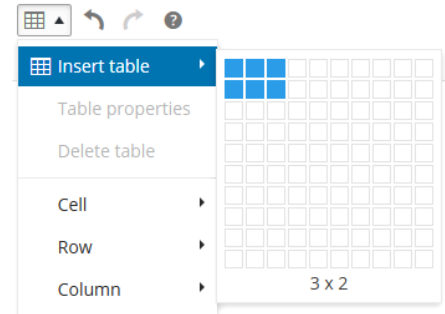 Insert table
Table properties
Delete table
Cell
Row
Column
3 x 2